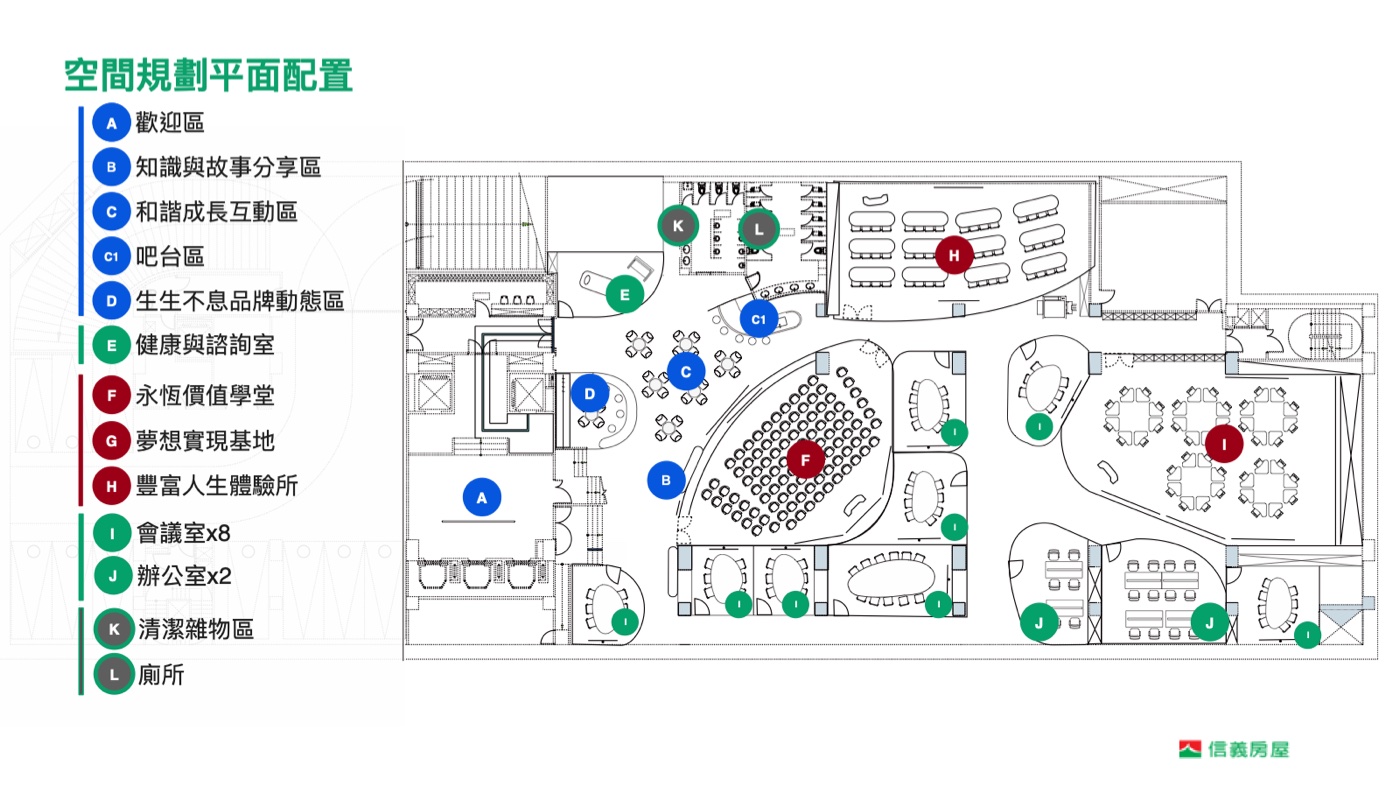 空間規劃平面配置
A 歡迎區
B 知識與故事分享區
C 和諧成長互動區
C1 吧台區
D 生生不息品牌動態區
E 健康與諮詢室
F 永恆價值學堂
G 夢想實現基地
H 豐富人生體驗所
I 會議室x8
J 辦公室x2
K 清潔雜物區
L 廁所
K
L
H
E
C1
C
D
I
I
I
F
B
A
I
I
I
I
I
J
J
I
信義房屋